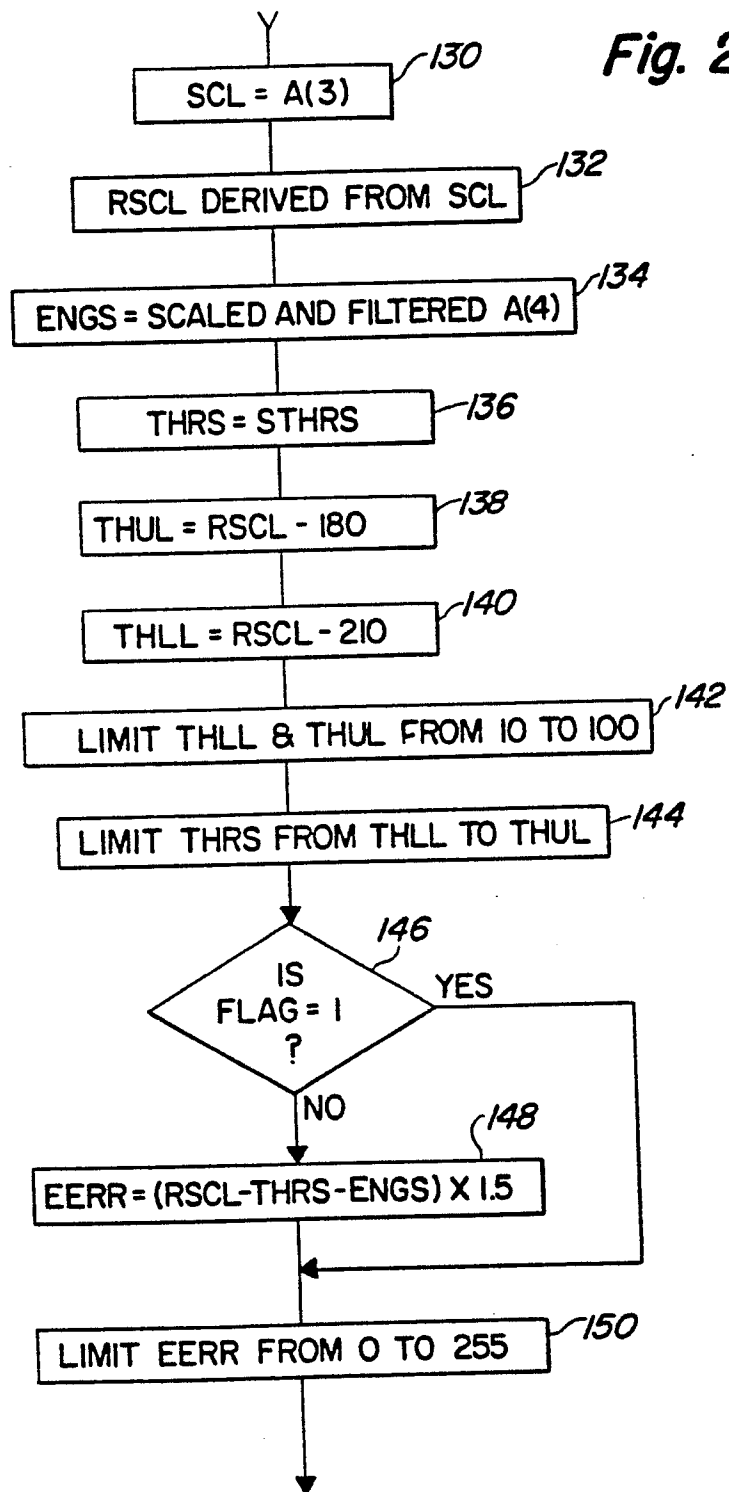 Fig. 2
130
SCL = A(3)
132
RSCL DERIVED FROM SCL
134
ENGS = SCALED AND FILTERED A(4)
136
THRS = STHRS
138
THUL = RSCL - 180
140
THLL = RSCL - 210
142
LIMIT THLL & THUL FROM 10 TO 100
144
LIMIT THRS FROM THLL TO THUL
146
IS
FLAG = 1
?
YES
NO
148
EERR = (RSCL-THRS-ENGS) X 1.5
150
LIMIT EERR FROM 0 TO 255